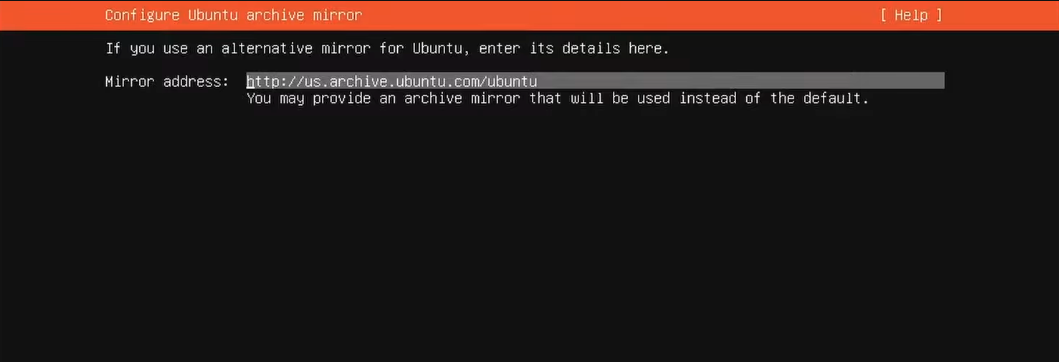 Configure Ubuntu archive mirror [ Help ]
If you use an alternative mirror for Ubuntu, enter its details here.
Mirror address: http://us.archive.ubuntu.com/ubuntu
You may provide an archive mirror that will be used instead of the default.